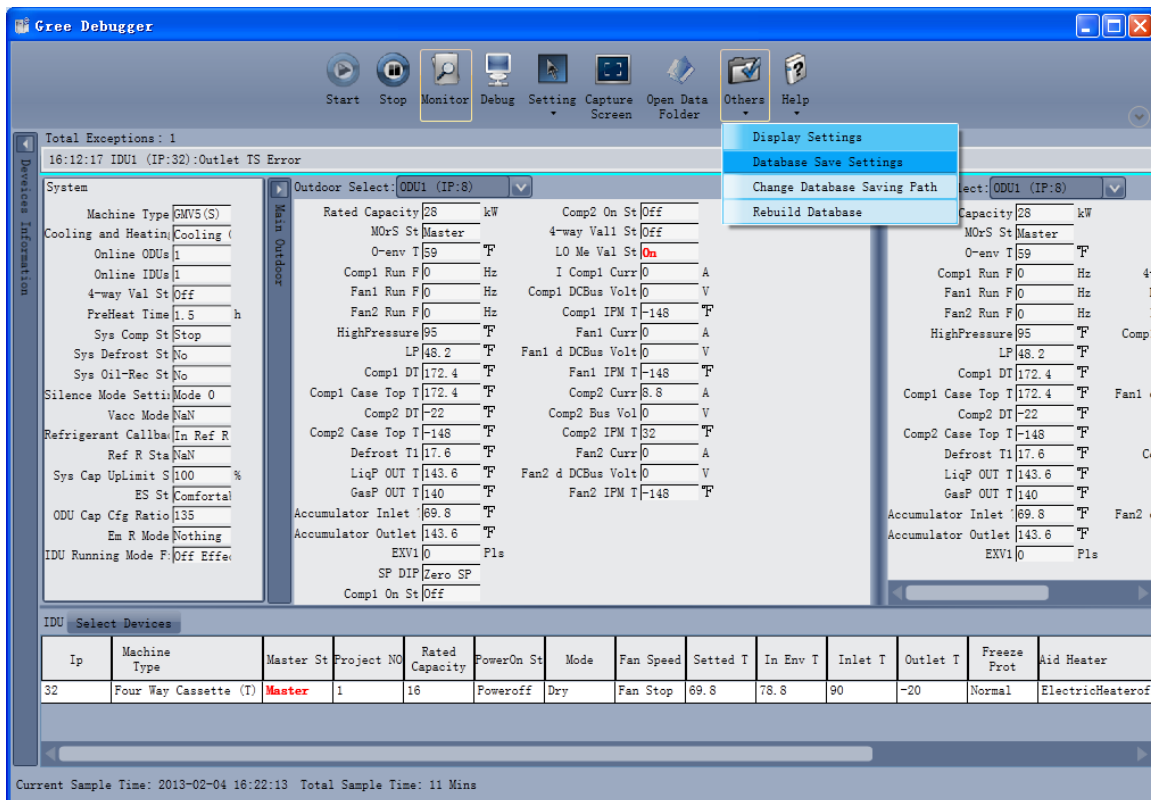 Gree Debugger
Start Stop Monitor Debug Setting Capture Screen Open Data Folder Others Help
Display Settings
Database Save Settings
Change Database Saving Path
Rebuild Database
Total Exceptions: 1
16:12:17 IDU1 (IP:32):Outlet TS Error
Deveices Information
System
Machine Type GMV5(S)
Cooling and Heatin Cooling
Online ODUs 1
Online IDUs 1
4-way Val St Off
PreHeat Time 1.5 h
Sys Comp St Stop
Sys Defrost St No
Sys Oil-Rec St No
Silence Mode Setti Mode 0
Vacc Mode NaN
Refrigerant Callba In Ref R
Ref R Sta NaN
Sys Cap UpLimit S 100 %
ES St Comforta
ODU Cap Cfg Ratio 135
Em R Mode Nothing
IDU Running Mode F: Off Effe
Main Outdoor
Outdoor Select: ODU1 (IP:8)
Rated Capacity 28 kW
MOrS St Master
O-env T 59 ℉
Comp1 Run F 0 Hz
Fan1 Run F 0 Hz
Fan2 Run F 0 Hz
HighPressure 95 ℉
LP 48.2 ℉
Comp1 DT 172.4 ℉
Comp1 Case Top T 172.4 ℉
Comp2 DT -22 ℉
Comp2 Case Top T -148 ℉
Defrost T1 17.6 ℉
LiqP OUT T 143.6 ℉
GasP OUT T 140 ℉
Accumulator Inlet 69.8 ℉
Accumulator Outlet 143.6 ℉
EXV1 0 Pls
SP DIP Zero SP
Comp1 On St Off
Comp2 On St Off
4-way Val1 St Off
LO Me Val St On
I Comp1 Curr 0 A
Comp1 DCBus Volt 0 V
Comp1 IPM T -148 ℉
Fan1 Curr 0 A
Fan1 d DCBus Volt 0 V
Fan1 IPM T -148 ℉
Comp2 Curr 8.8 A
Comp2 Bus Vol 0 V
Comp2 IPM T 32 ℉
Fan2 Curr 0 A
Fan2 d DCBus Volt 0 V
Fan2 IPM T -148 ℉
lect: ODU1 (IP:8)
Capacity 28 kW
MOrS St Master
O-env T 59 ℉
Comp1 Run F 0 Hz 4-
Fan1 Run F 0 Hz
Fan2 Run F 0 Hz
HighPressure 95 ℉ Comp
LP 48.2 ℉
Comp1 DT 172.4 ℉
Comp1 Case Top T 172.4 ℉ Fan1
Comp2 DT -22 ℉
Comp2 Case Top T -148 ℉
Defrost T1 17.6 ℉
LiqP OUT T 143.6 ℉
GasP OUT T 140 ℉
Accumulator Inlet 69.8 ℉ Fan2
Accumulator Outlet 143.6 ℉
EXV1 0 Pls
IDU Select Devices
Ip Machine Type Master St Project NO Rated Capacity PowerOn St Mode Fan Speed Setted T In Env T Inlet T Outlet T Freeze Prot Aid Heater
32 Four Way Cassette (T) Master 1 16 Poweroff Dry Fan Stop 69.8 78.8 90 -20 Normal ElectricHeaterof
Current Sample Time: 2013-02-04 16:22:13 Total Sample Time: 11 Mins